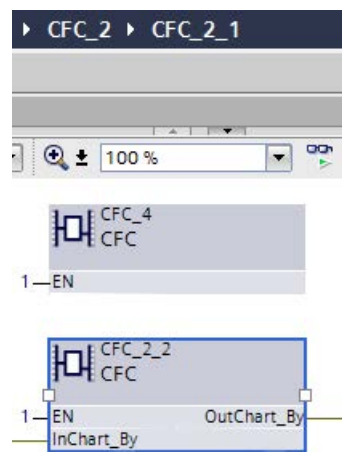 CFC_2 CFC_2_1
100 %
CFC_4
CFC
1 EN
CFC_2_2
CFC
1 EN OutChart_By
InChart_By